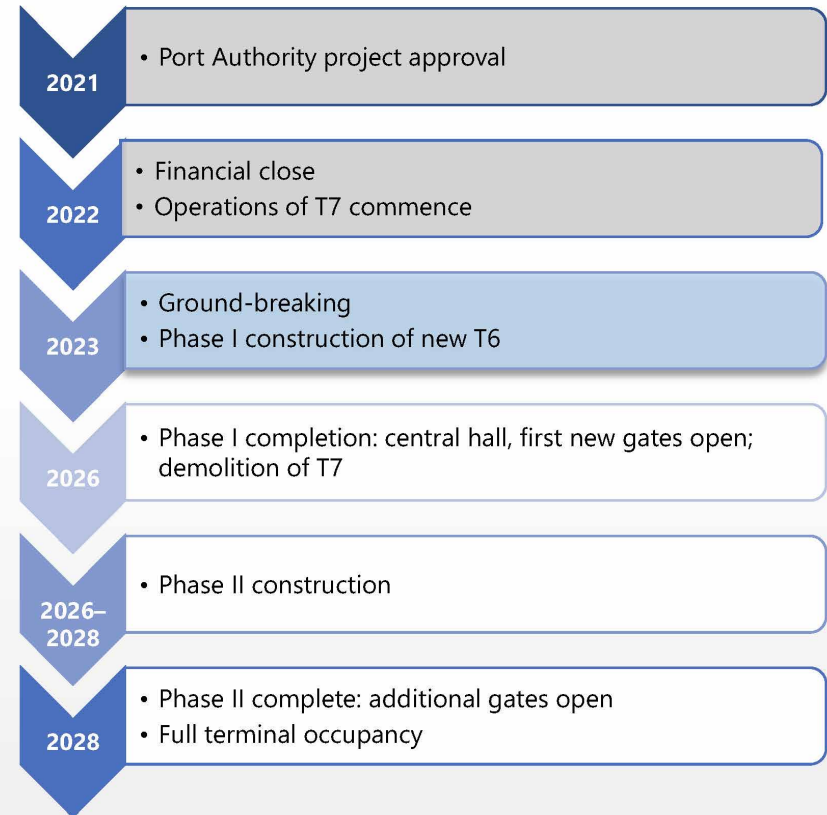 2021
• Port Authority project approval
2022
• Financial close
• Operations of T7 commence
2023
• Ground-breaking
• Phase I construction of new T6
2026
• Phase I completion: central hall, first new gates open;
demolition of T7
2026–
2028
• Phase II construction
2028
• Phase II complete: additional gates open
• Full terminal occupancy